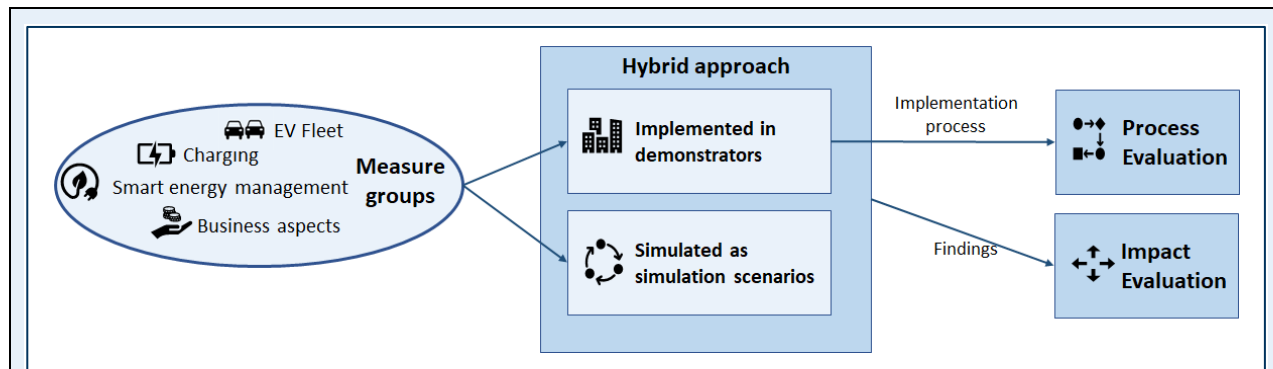 EV Fleet
Charging
Smart energy management
Business aspects
Measure
groups
Hybrid approach
Implemented in
demonstrators
Simulated as
simulation scenarios
Implementation
process
Findings
Process
Evaluation
Impact
Evaluation